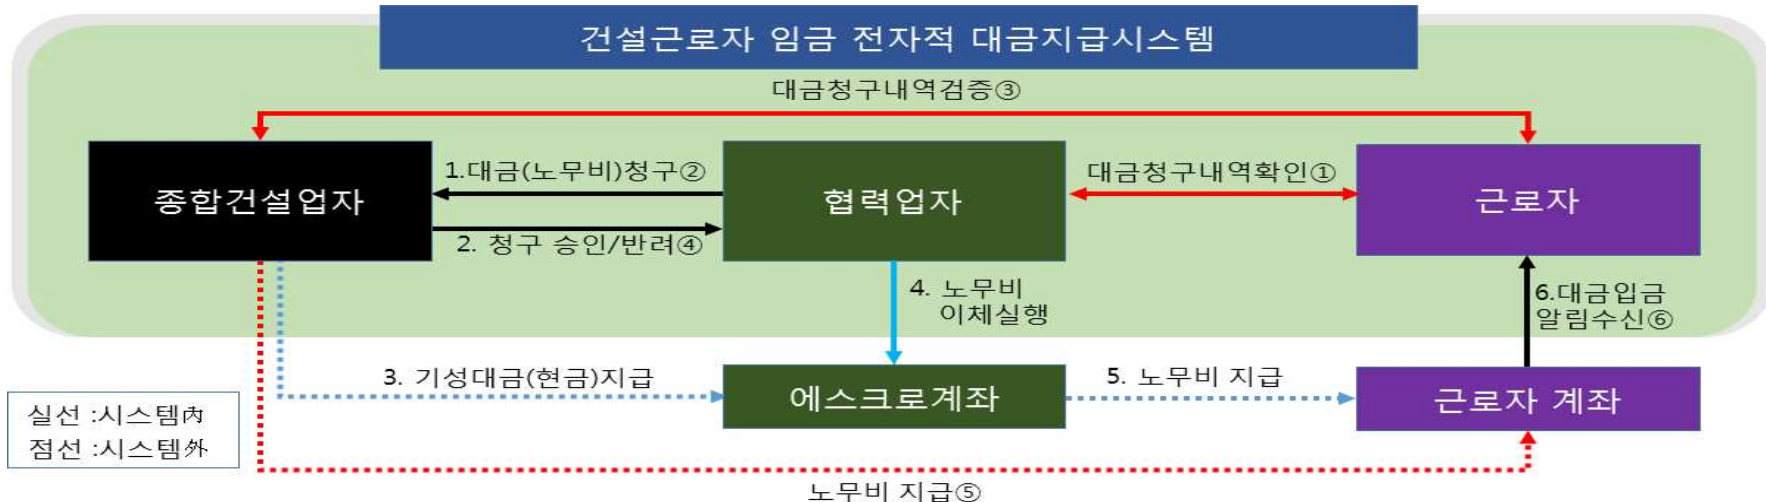 건설근로자 임금 전자적 대금지급시스템
대금청구내역검증③
종합건설업자
1.대금(노무비)청구②
2. 청구 승인/반려④
협력업자
대금청구내역확인①
근로자
4. 노무비
이체실행
6.대금입금
알림수신⑥
3. 기성대금(현금)지급
에스크로계좌
5. 노무비 지급
근로자 계좌
실선 :시스템內
점선 :시스템外
노무비 지급⑤